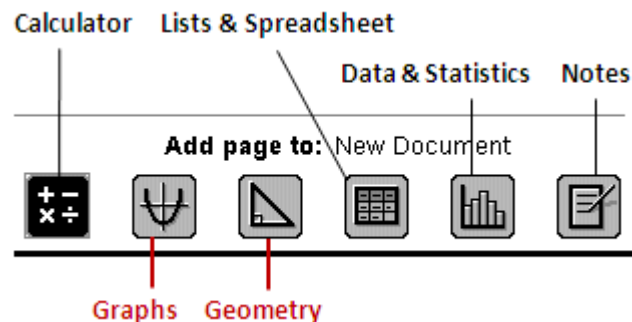 Calculator Lists & Spreadsheet
Data & Statistics Notes
Add page to: New Document
Graphs Geometry